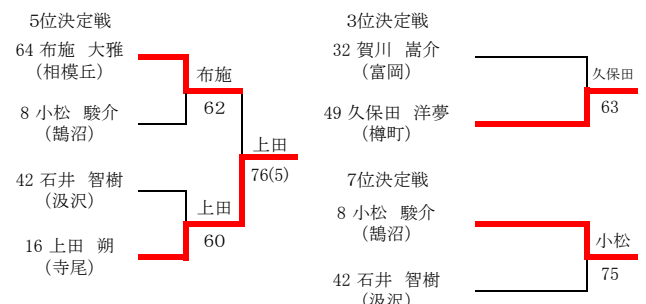 5位決定戦
64 布施 大雅
（相模丘）
布施
62
8 小松 駿介
（鵠沼）
上田
76(5)
42 石井 智樹
（汲沢）
上田
60
16 上田 朔
（寺尾）
3位決定戦
32 賀川 嵩介
（富岡）
久保田
63
49 久保田 洋夢
（樽町）
7位決定戦
8 小松 駿介
（鵠沼）
小松
75
42 石井 智樹
（汲沢）